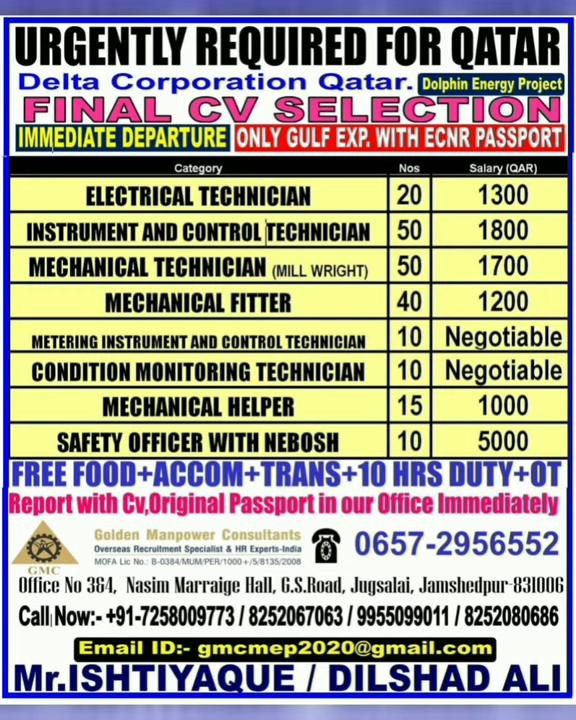 URGENTLY REQUIRED FOR QATAR
Delta Corporation Qatar. Dolphin Energy Project
FINAL CV SELECTION
IMMEDIATE DEPARTURE ONLY GULF EXP. WITH ECNR PASSPORT
Category Nos Salary (QAR)
ELECTRICAL TECHNICIAN 20 1300
INSTRUMENT AND CONTROL TECHNICIAN 50 1800
MECHANICAL TECHNICIAN (MILL WRIGHT) 50 1700
MECHANICAL FITTER 40 1200
METERING INSTRUMENT AND CONTROL TECHNICIAN 10 Negotiable
CONDITION MONITORING TECHNICIAN 10 Negotiable
MECHANICAL HELPER 15 1000
SAFETY OFFICER WITH NEBOSH 10 5000
FREE FOOD+ACCOM+TRANS+10 HRS DUTY+OT
Report with Cv,Original Passport in our Office Immediately
GMC
Golden Manpower Consultants
Overseas Recruitment Specialist & HR Experts-India
MOFA Lic No.: B-0384/MUM/PER/1000+/5/8135/2008
0657-2956552
Office No 364, Nasim Marraige Hall, G.S.Road, Jugsalai, Jamshedpur-831006
Call Now:- +91-7258009773 / 8252067063 / 9955099011 / 8252080686
Email ID:- gmcmep2020@gmail.com
Mr.ISHTIYAQUE / DILSHAD ALI